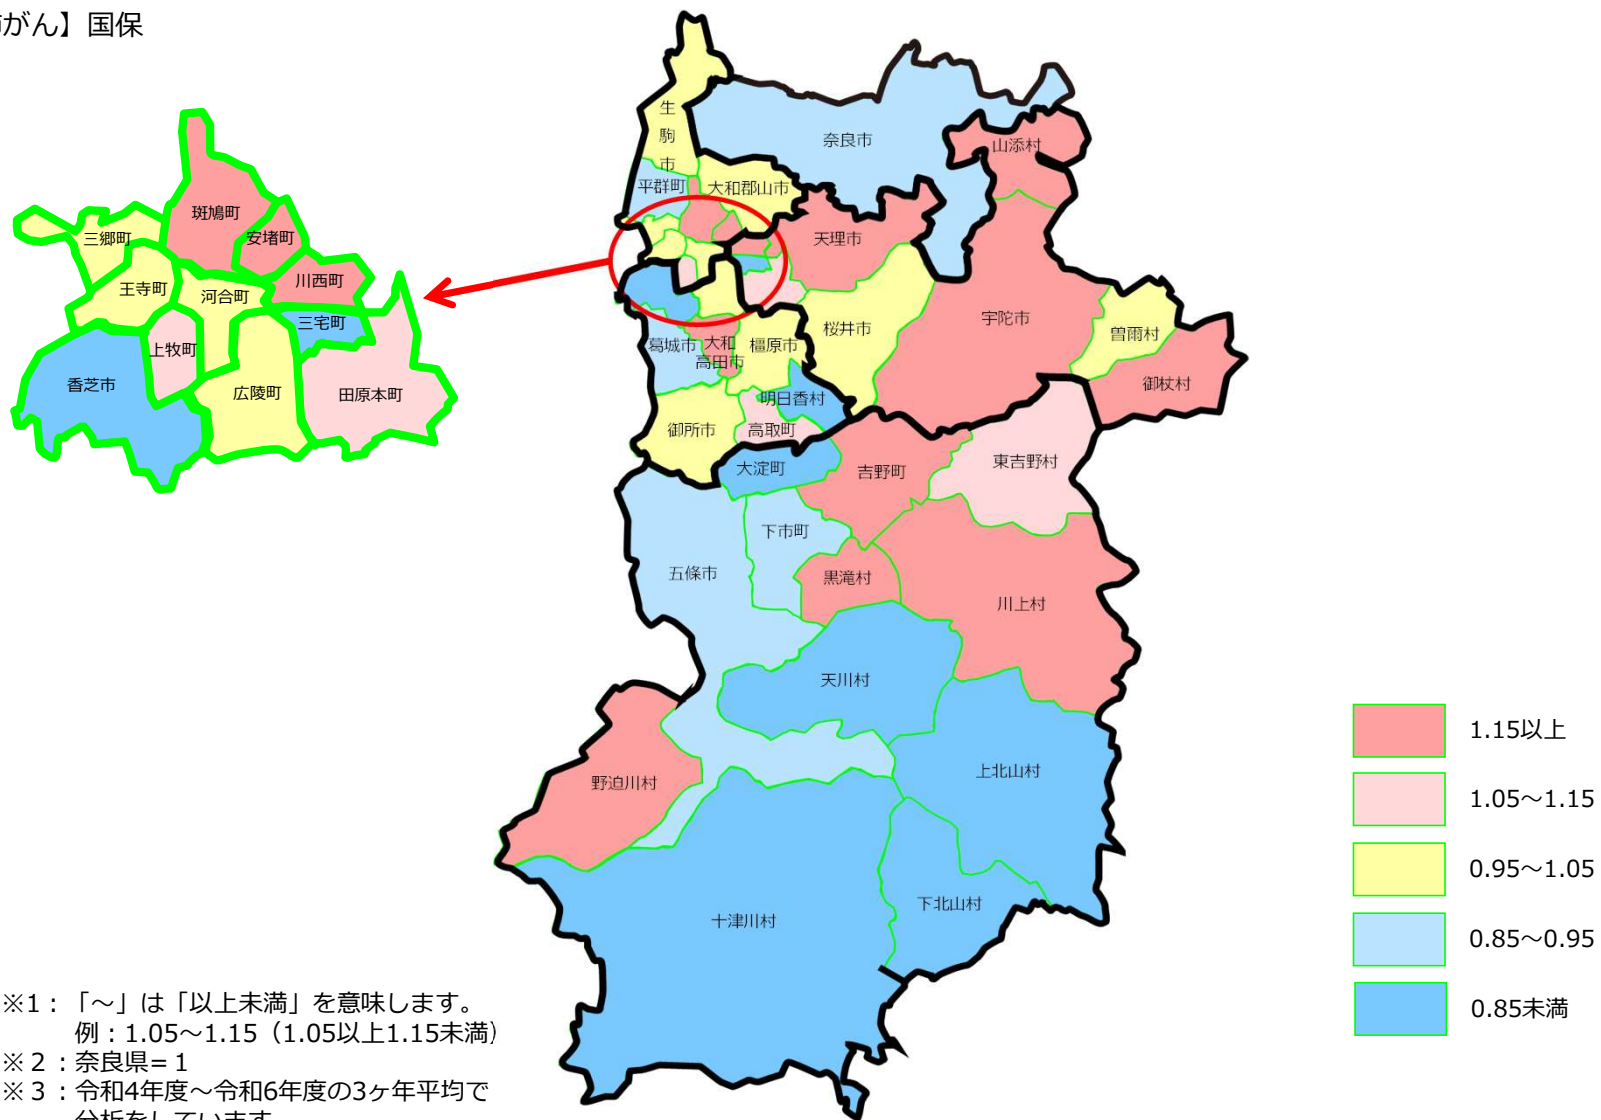 がん】国保
生駒市
奈良市
山添村
平群町
大和郡山市
天理市
斑鳩町
安堵町
三郷町
川西町
王寺町
河合町
三宅町
上牧町
香芝市
広陵町
田原本町
葛城市
大和
高田市
橿原市
桜井市
宇陀市
曽爾村
御杖村
明日香村
御所市
高取町
大淀町
吉野町
東吉野村
下市町
五條市
黒滝村
川上村
天川村
野迫川村
上北山村
十津川村
下北山村
1.15以上
1.05～1.15
0.95～1.05
0.85～0.95
0.85未満
※1：「～」は「以上未満」を意味します。
例：1.05～1.15（1.05以上1.15未満）
※２：奈良県＝1
※３：令和4年度～令和6年度の3ヶ年平均で
分析をしています